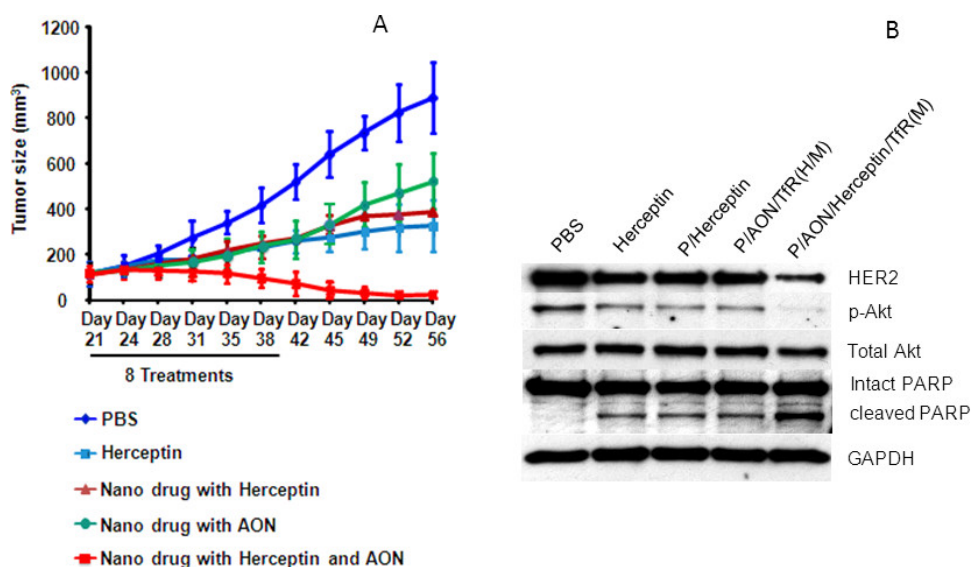 A
1200
1000
800
600
400
200
0
Tumor size (mm³)
Day Day Day Day Day Day Day Day Day Day Day
21 24 28 31 35 38 42 45 49 52 56
8 Treatments
PBS
Herceptin
Nano drug with Herceptin
Nano drug with AON
Nano drug with Herceptin and AON
B
PBS
Herceptin
P/Herceptin
P/AON/TfR(H/M)
P/AON/Herceptin/TfR(M)
HER2
p-Akt
Total Akt
Intact PARP
cleaved PARP
GAPDH